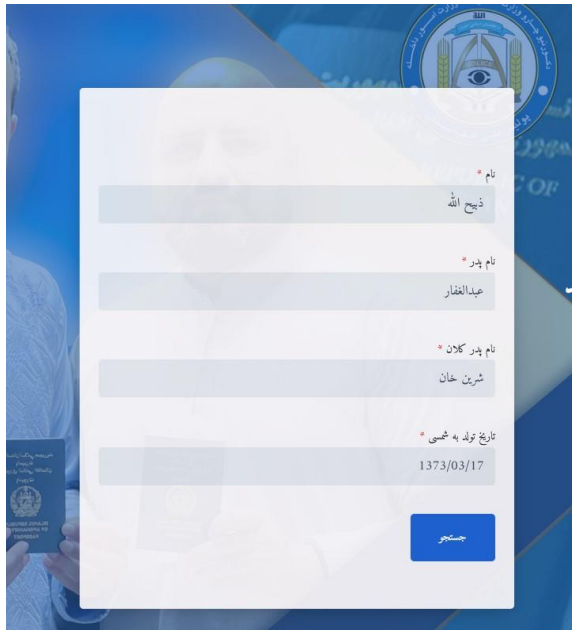 نام *
ذبیح الله
نام پدر *
عبدالغفار
نام پدر کلان *
شرین خان
تاریخ تولد به شمسی *
1373/03/17
جستجو